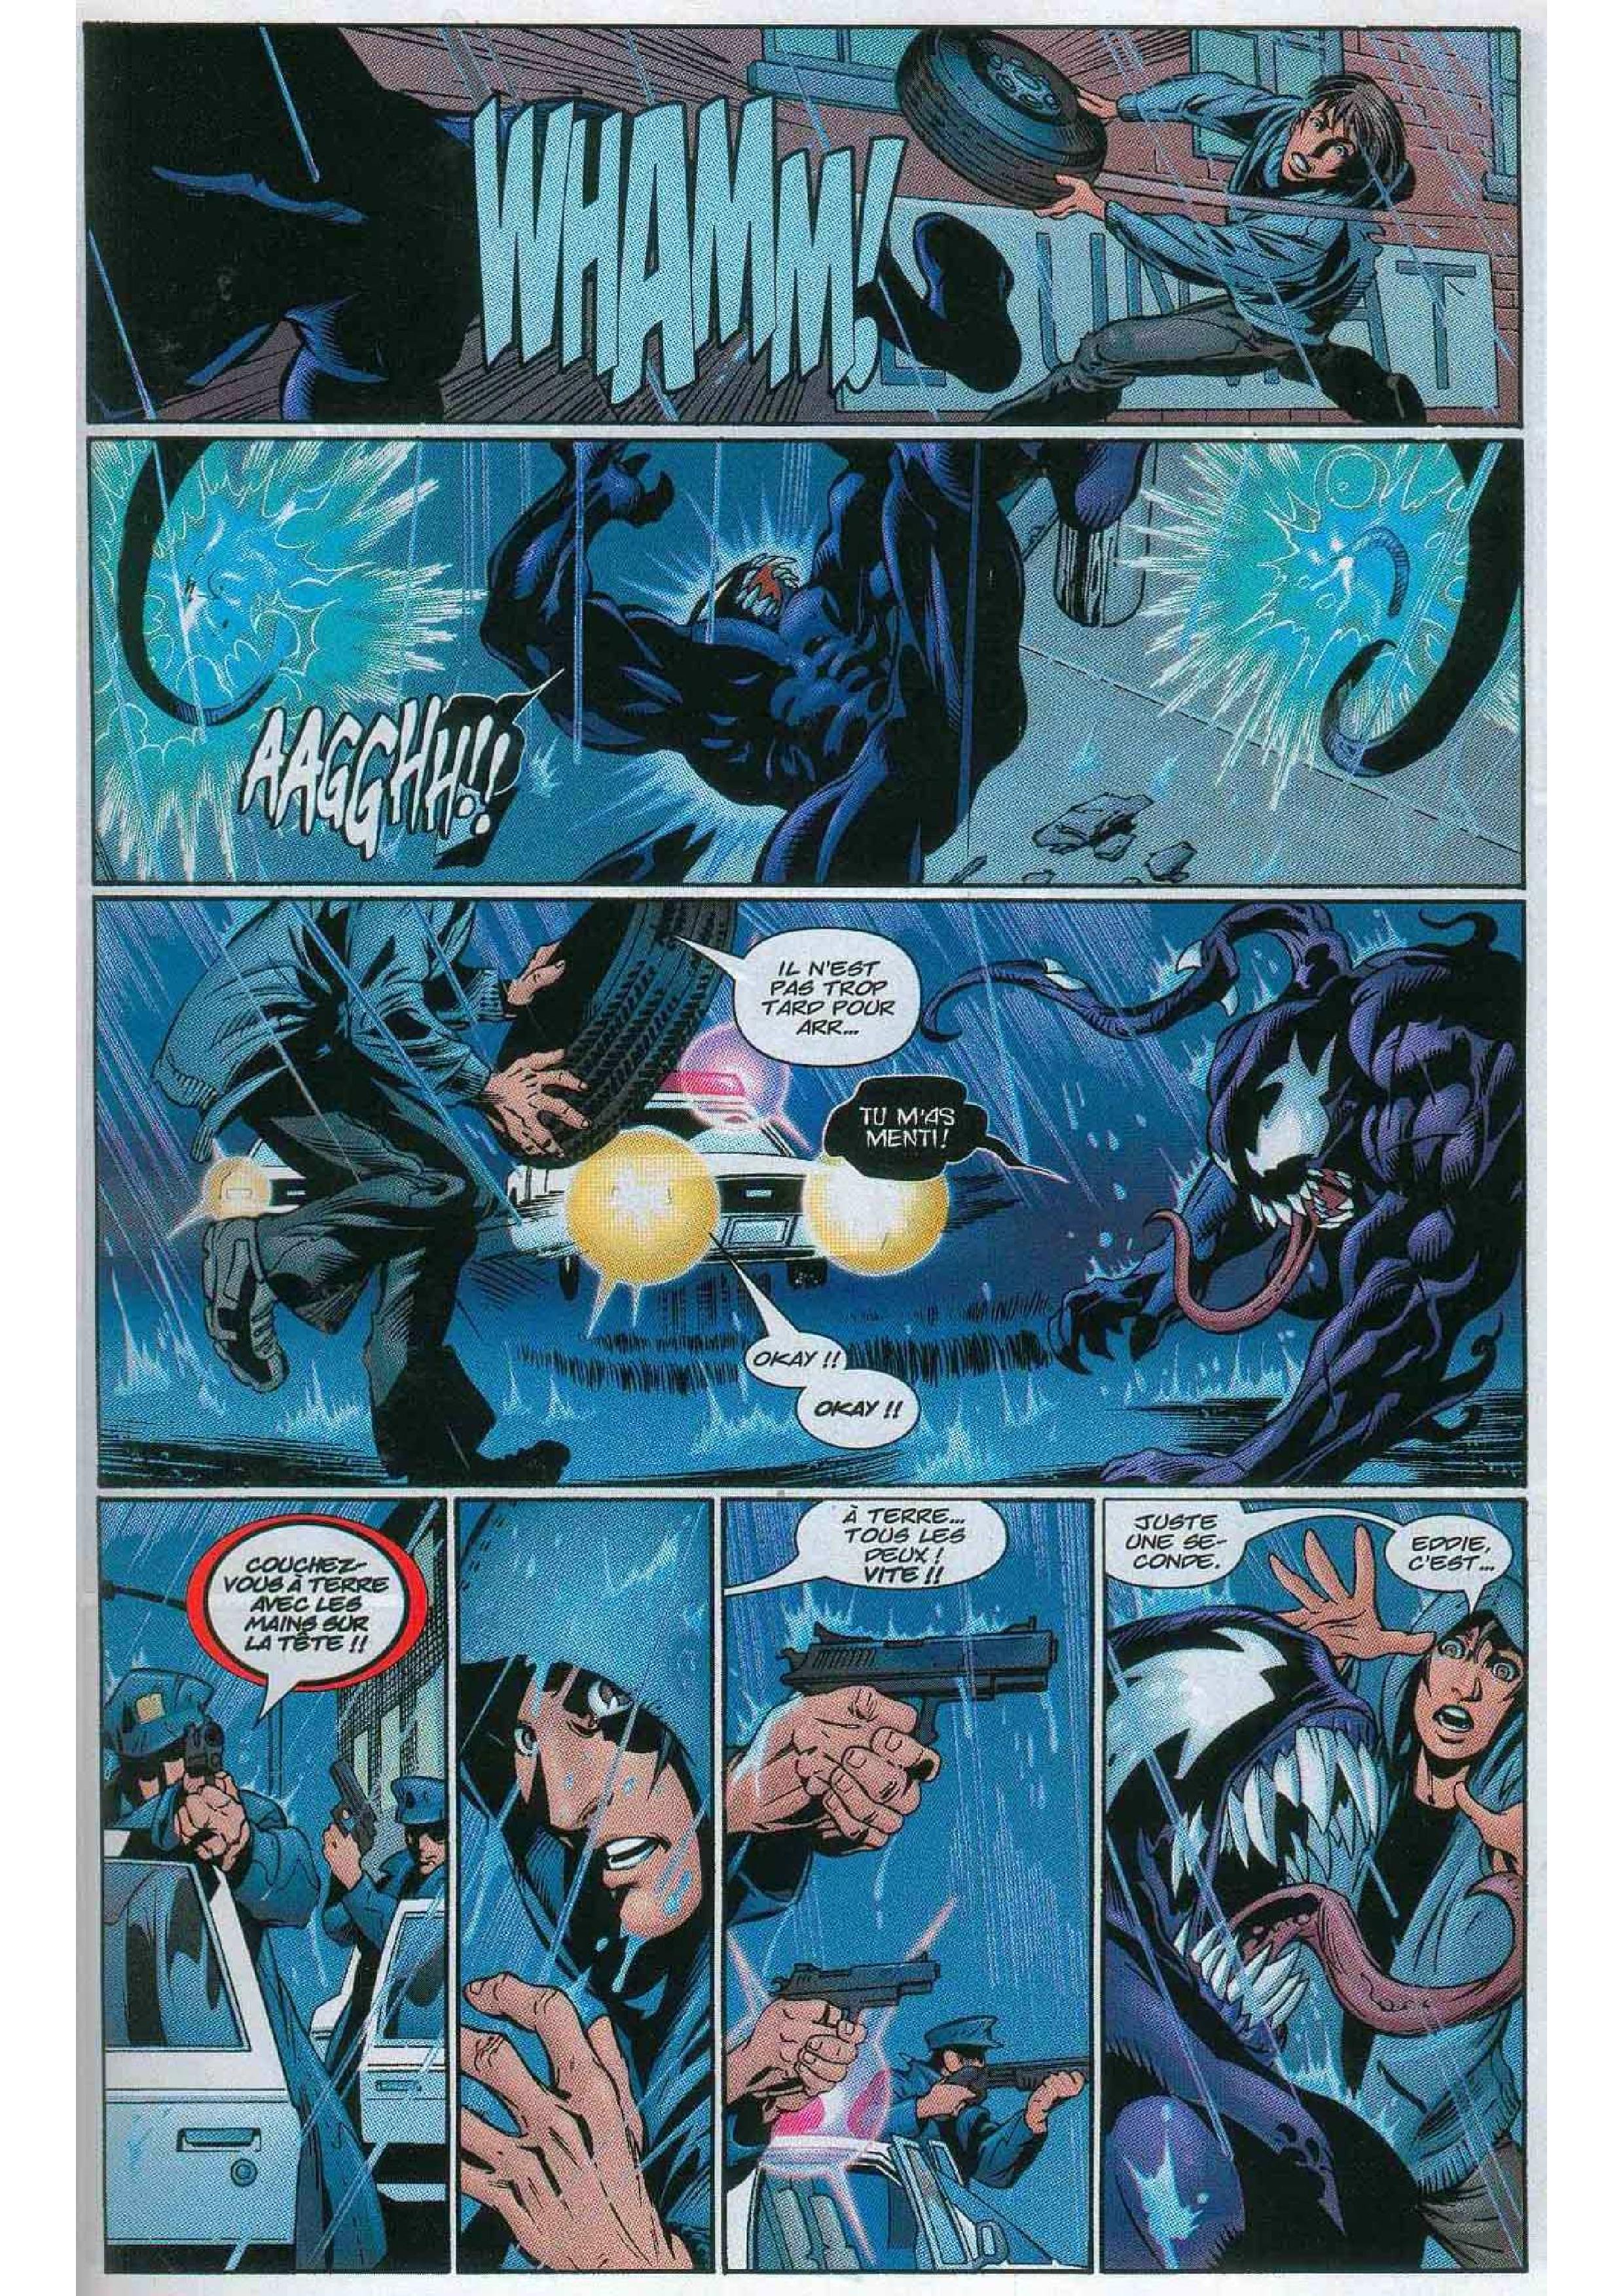 WHAMM!
AAGGHH!!
IL N'EST
PAS TROP
TARD POUR
ARR...
TU M'AS
MENTI!
OKAY !!
OKAY !!
COUCHEZ-
VOUS À TERRE
AVEC LES
MAINS SUR
LA TÊTE !!
À TERRE...
TOUS LES
DEUX !
VITE !!
JUSTE
UNE SE-
CONDE.
EDDIE,
C'EST...